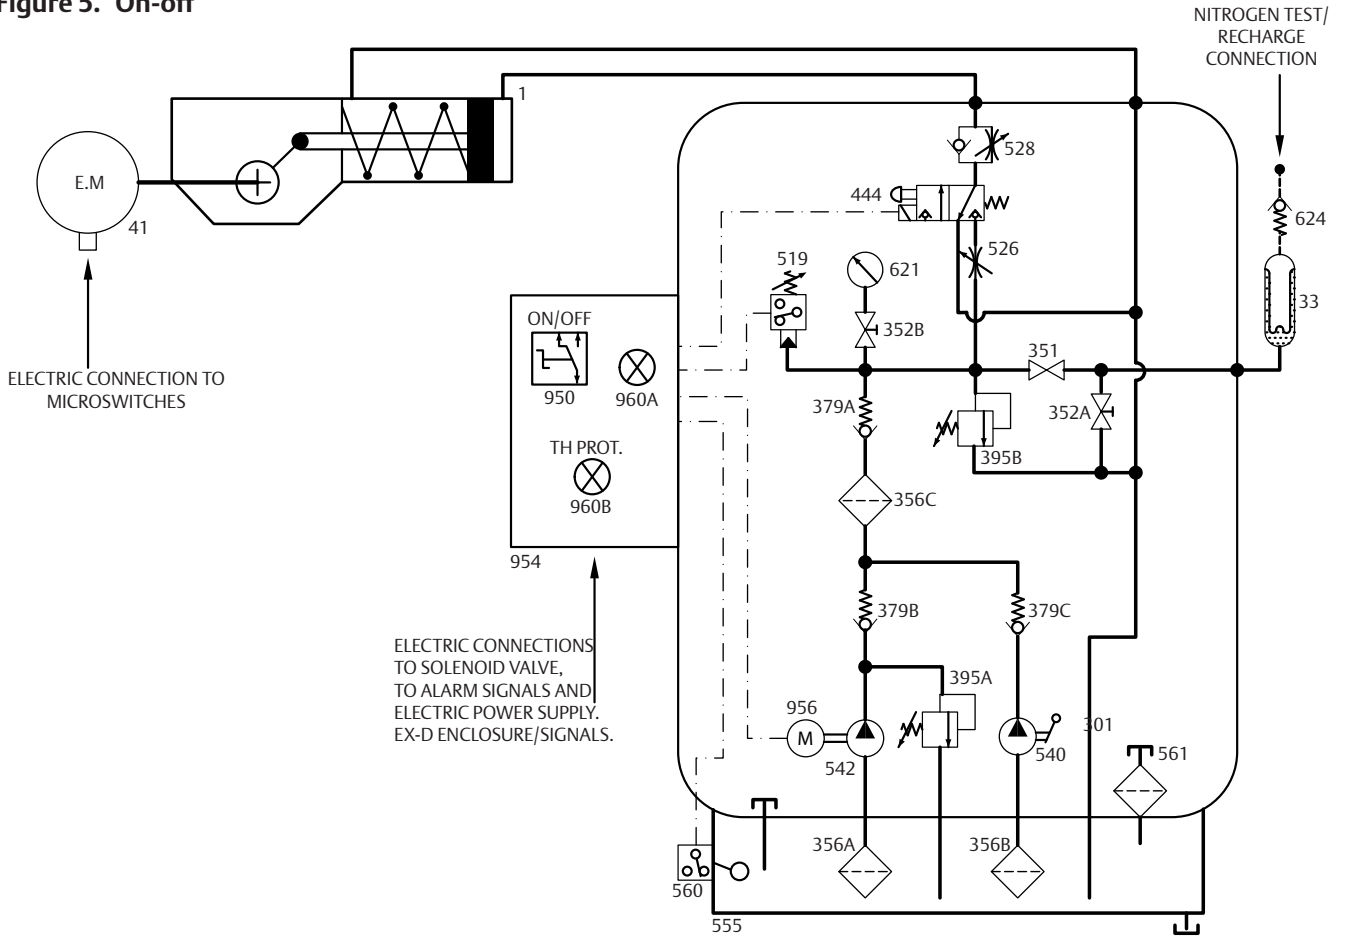 Figure 5. On-off
NITROGEN TEST/
RECHARGE
CONNECTION
1
528
E.M
444
41
624
526
519
621
33
ON/OFF
352B
351
ELECTRIC CONNECTION TO
MICROSWITCHES
950
960A
379A
352A
TH PROT.
395B
960B
356C
954
379B
379C
ELECTRIC CONNECTIONS
TO SOLENOID VALVE,
TO ALARM SIGNALS AND
ELECTRIC POWER SUPPLY.
EX-D ENCLOSURE/SIGNALS.
395A
956
301
M
540
561
542
356A
356B
560
555